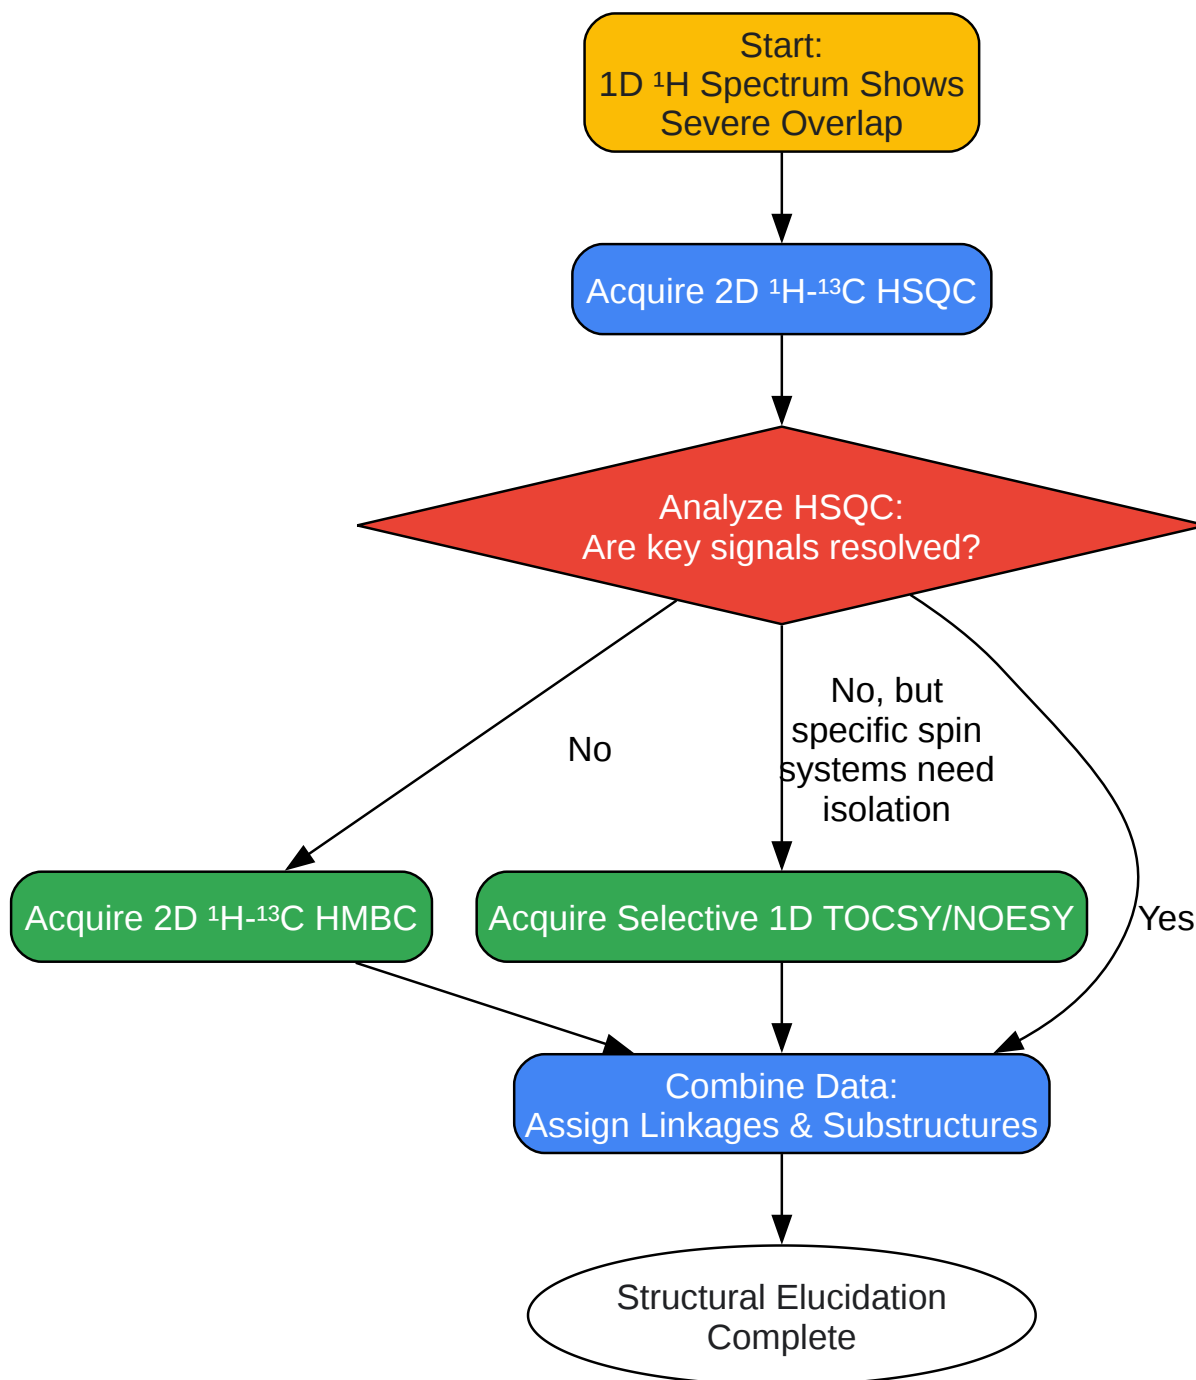 Start:
1D ¹H Spectrum Shows
Severe Overlap
Acquire 2D ¹H-¹³C HSQC
Analyze HSQC:
Are key signals resolved?
No
No, but
specific spin
systems need
isolation
Yes
Acquire 2D ¹H-¹³C HMBC
Acquire Selective 1D TOCSY/NOESY
Combine Data:
Assign Linkages & Substructures
Structural Elucidation
Complete